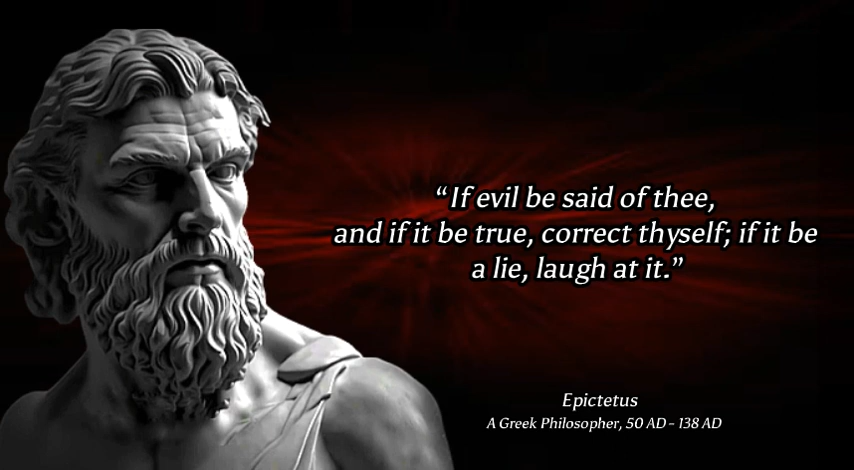 “If evil be said of thee,
and if it be true, correct thyself; if it be
a lie, laugh at it.”
Epictetus
A Greek Philosopher, 50 AD - 138 AD